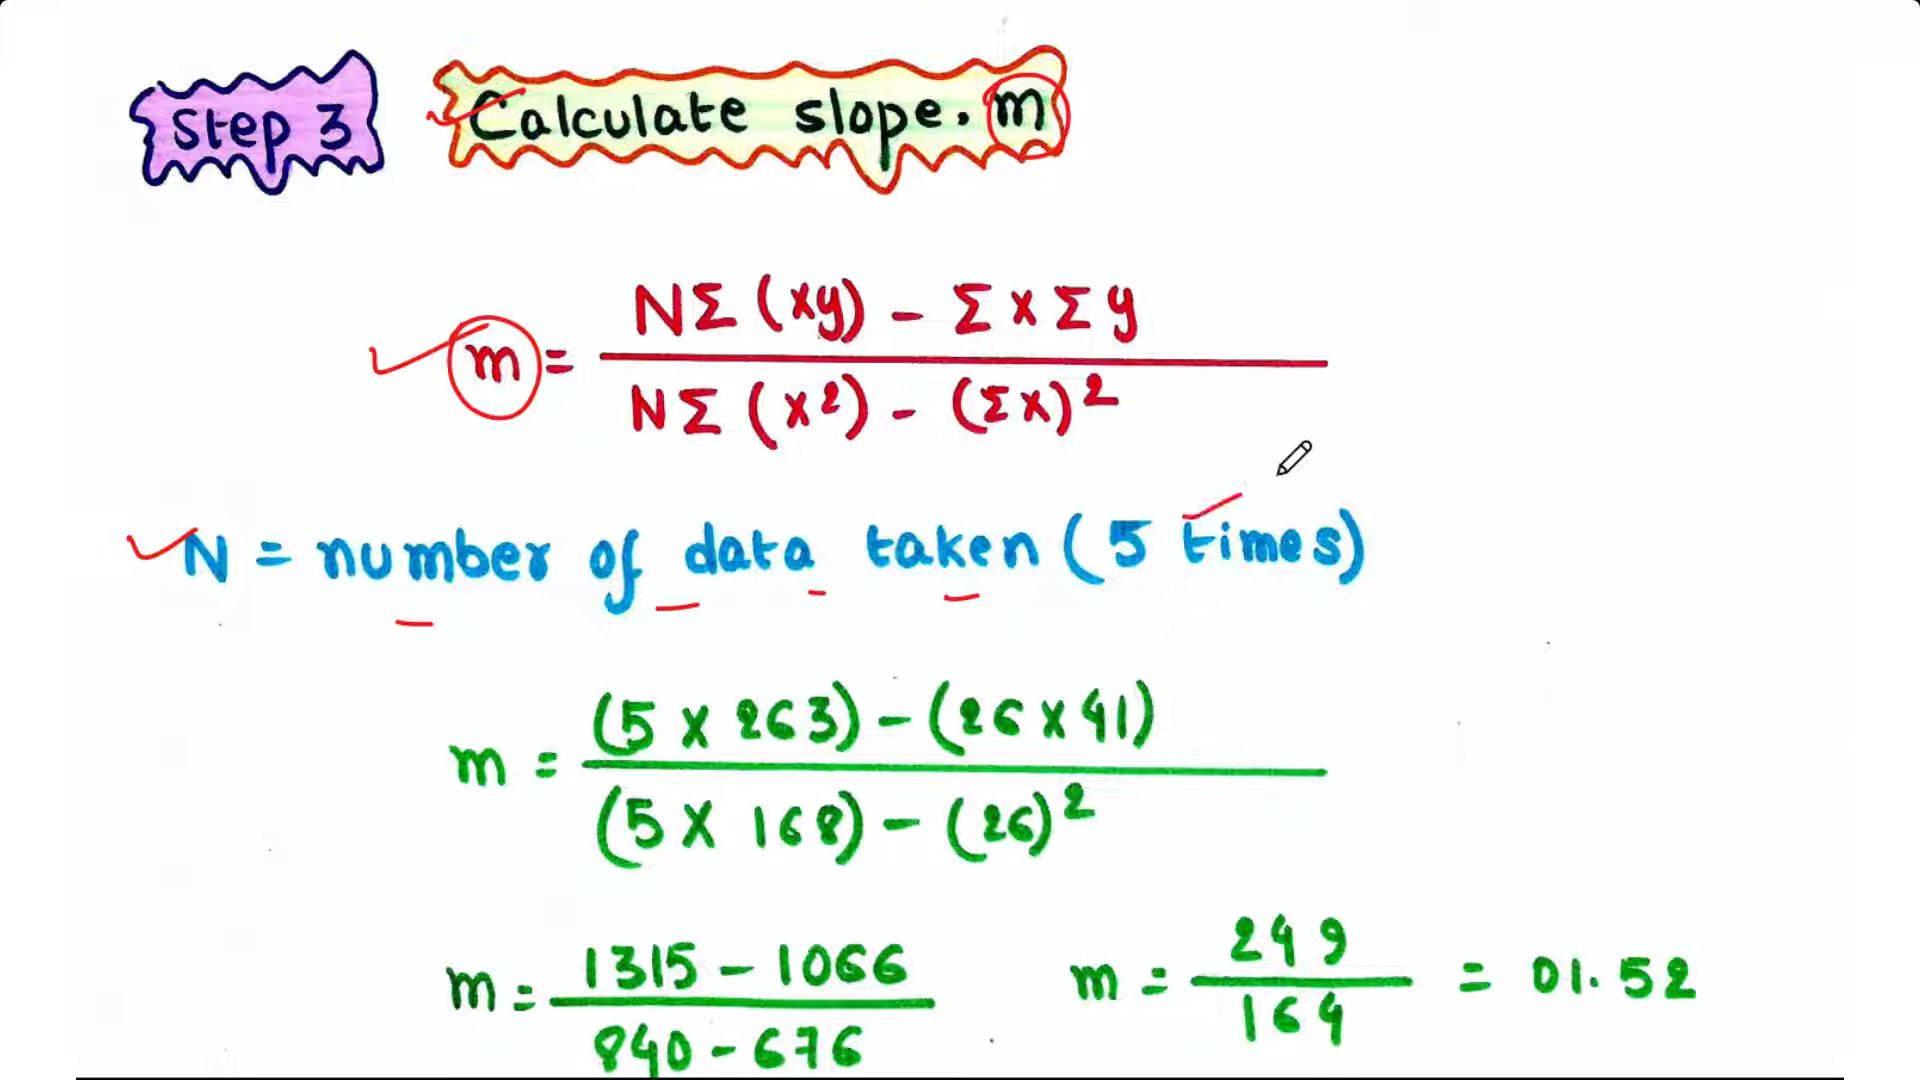 Step 3
Calculate slope. m
m = NΣ(xy) - ΣxΣy
NΣ(x2) - (Σx)2
N = number of data taken (5 times)
m = (5 X 263) - (26 X 41)
(5 X 168) - (26)2
m = 1315 - 1066
840 - 676
m = 249
164
= 01.52